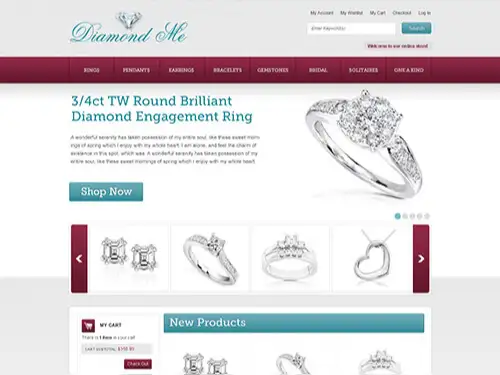 Diamond Me
My Account My Wishlist My Cart Checkout Log In
Enter keyword(s) Search
Welcome to our online store!
RINGS PENDANTS EARRINGS BRACELETS GEMSTONES BRIDAL SOLITAIRES ONE A KIND
3/4ct TW Round Brilliant
Diamond Engagement Ring
A wonderful serenity has taken possession of my entire soul, like these sweet morn-
ings of spring which I enjoy with my whole heart. I am alone, and feel the charm of
existence in this spot, which was. A wonderful serenity has taken possession of my
entire soul, like these sweet mornings of spring which I enjoy with my whole heart.
Shop Now
MY CART
There is 1 item in your cart
CART SUBTOTAL:
Check Out
New Products